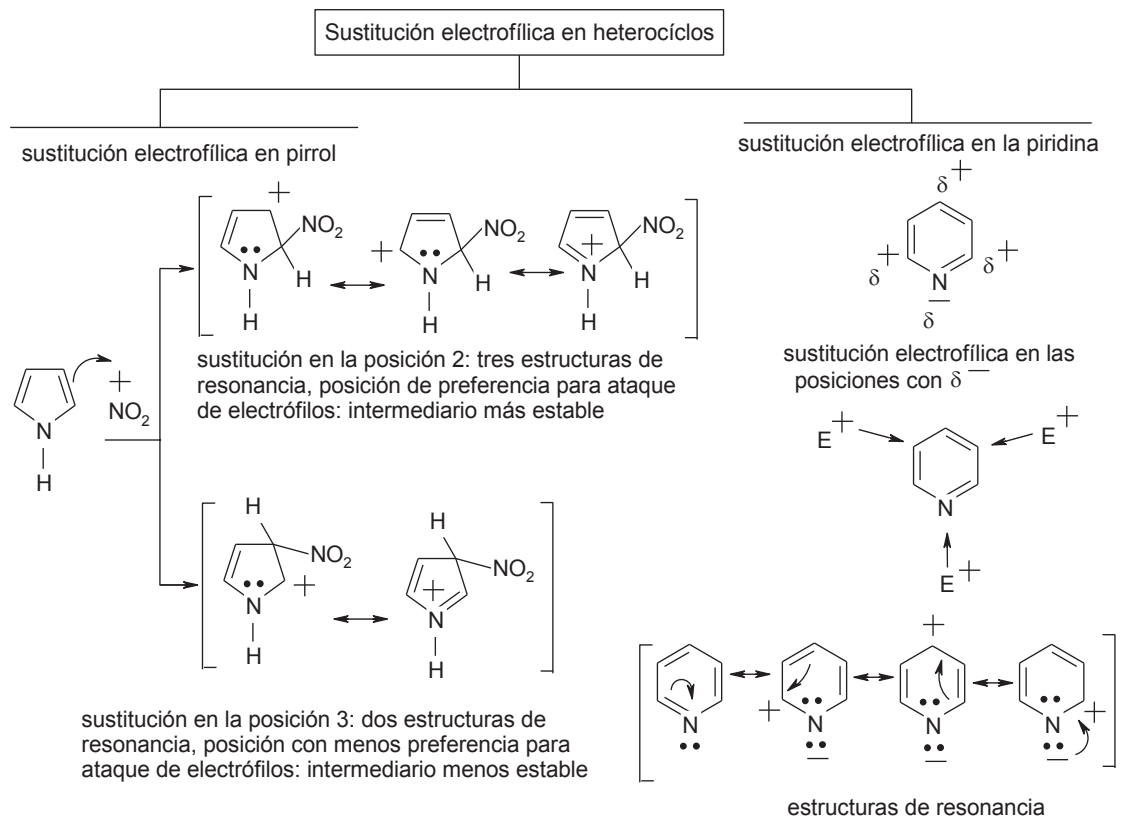 Sustitución electrofílica en heterocíclos
sustitución electrofílica en pirrol
+
NO2
H
N
H
+
N
H
NO2
H
+
N
H
NO2
H
+
N
H
NO2
H
sustitución en la posición 2: tres estructuras de
resonancia, posición de preferencia para ataque
de electrófilos: intermediario más estable
H
NO2
+
N
H
H
NO2
+
N
H
sustitución en la posición 3: dos estructuras de
resonancia, posición con menos preferencia para
ataque de electrófilos: intermediario menos estable
sustitución electrofílica en la piridina
δ+
δ+
δ+
N
δ—
sustitución electrofílica en las
posiciones con δ —
E+
E+
N
E+
N
+
N
—
+
N
—
+
N
—
estructuras de resonancia